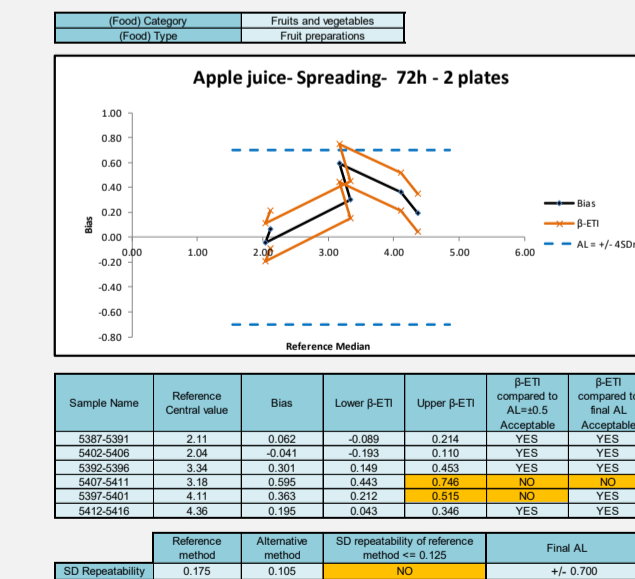 (Food) Category Fruits and vegetables
(Food) Type Fruit preparations
Apple juice- Spreading- 72h - 2 plates
1.00
0.80
0.60
0.40
0.20
0.00
-0.20
-0.40
-0.60
-0.80
Bias
0.00 1.00 2.00 3.00 4.00 5.00 6.00
Reference Median
Bias
β-ETI
AL = +/- 4SDr
Sample Name Reference Central value Bias Lower β-ETI Upper β-ETI β-ETI compared to AL=±0.5 Acceptable β-ETI compared to final AL Acceptable
5387-5391 2.11 0.062 -0.089 0.214 YES YES
5402-5406 2.04 -0.041 -0.193 0.110 YES YES
5392-5396 3.34 0.301 0.149 0.453 YES YES
5407-5411 3.18 0.595 0.443 0.746 NO NO
5397-5401 4.11 0.363 0.212 0.515 NO YES
5412-5416 4.36 0.195 0.043 0.346 YES YES
Reference method Alternative method SD repeatability of reference method <= 0.125 Final AL
SD Repeatability 0.175 0.105 NO +/- 0.700